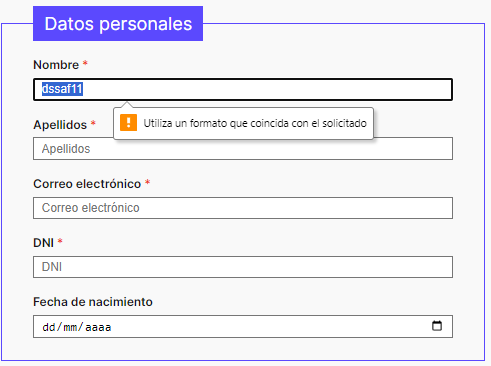 Datos personales
Nombre *
dssaf11
Utiliza un formato que coincida con el solicitado
Apellidos *
Apellidos
Correo electrónico *
Correo electrónico
DNI *
DNI
Fecha de nacimiento
dd/mm/aaaa